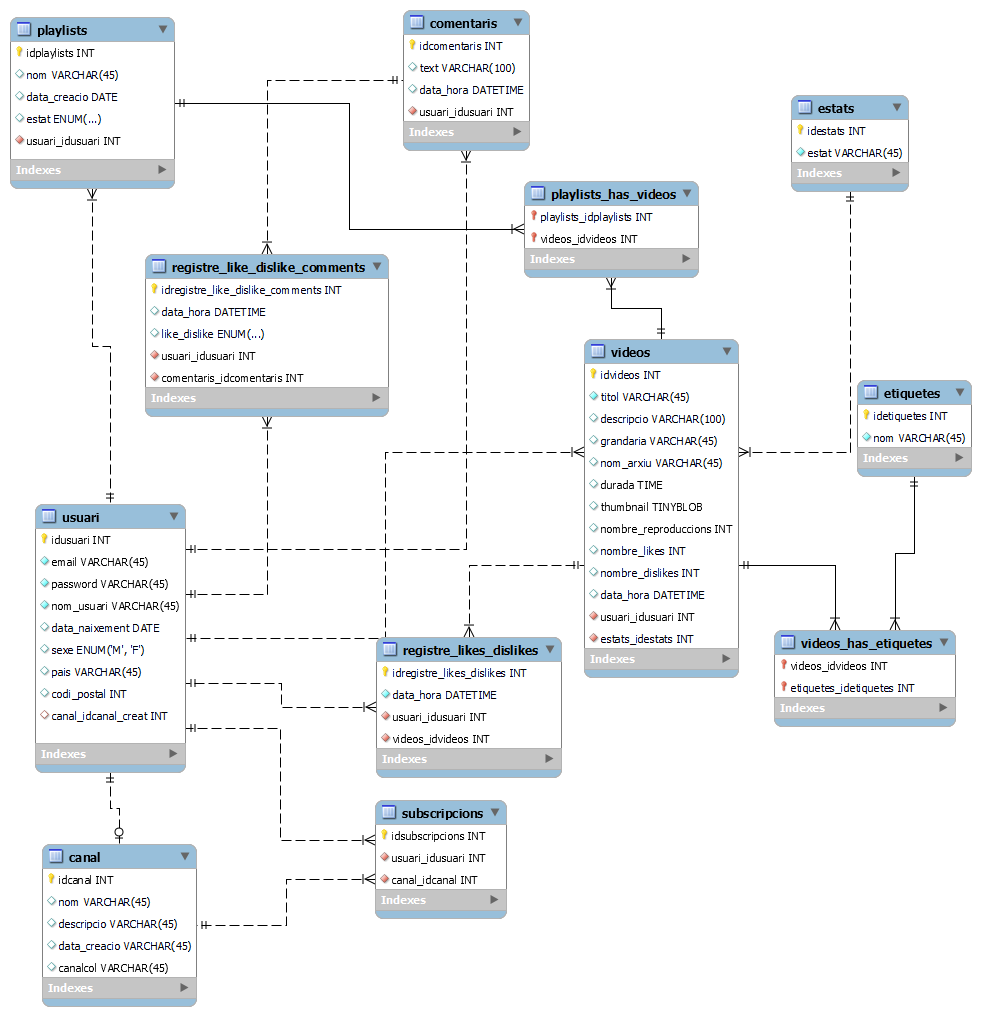 playlists
idplaylists INT
nom VARCHAR(45)
data_creacio DATE
estat ENUM(...)
usuari_idusuari INT
Indexes
comentaris
idcomentaris INT
text VARCHAR(100)
data_hora DATETIME
usuari_idusuari INT
Indexes
estats
idestats INT
estat VARCHAR(45)
Indexes
playlists_has_videos
playlists_idplaylists INT
videos_idvideos INT
Indexes
registre_like_dislike_comments
idregistre_like_dislike_comments INT
data_hora DATETIME
like_dislike ENUM(...)
usuari_idusuari INT
comentaris_idcomentaris INT
Indexes
videos
idvideos INT
titol VARCHAR(45)
descripcio VARCHAR(100)
grandaria VARCHAR(45)
nom_arxiu VARCHAR(45)
durada TIME
thumbnail TINYBLOB
nombre_reproduccions INT
nombre_likes INT
nombre_dislikes INT
data_hora DATETIME
usuari_idusuari INT
estats_idestats INT
Indexes
etiquetes
idetiquetes INT
nom VARCHAR(45)
Indexes
usuari
idusuari INT
email VARCHAR(45)
password VARCHAR(45)
nom_usuari VARCHAR(45)
data_naixement DATE
sexe ENUM('M', 'F')
pais VARCHAR(45)
codi_postal INT
canal_idcanal_creat INT
Indexes
registre_likes_dislikes
idregistre_likes_dislikes INT
data_hora DATETIME
usuari_idusuari INT
videos_idvideos INT
Indexes
videos_has_etiquetes
videos_idvideos INT
etiquetes_idetiquetes INT
Indexes
subscripcions
idsubscripcions INT
usuari_idusuari INT
canal_idcanal INT
Indexes
canal
idcanal INT
nom VARCHAR(45)
descripcio VARCHAR(45)
data_creacio VARCHAR(45)
canalcol VARCHAR(45)
Indexes